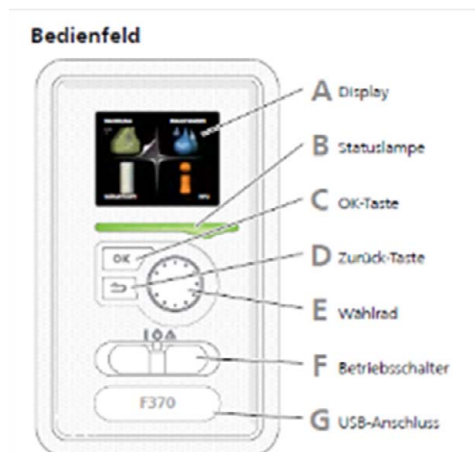 Bedienfeld
A Display
B Statuslampe
C OK-Taste
D Zurück-Taste
E Wählrad
F Betriebsschalter
G USB-Anschluss
OK
F370